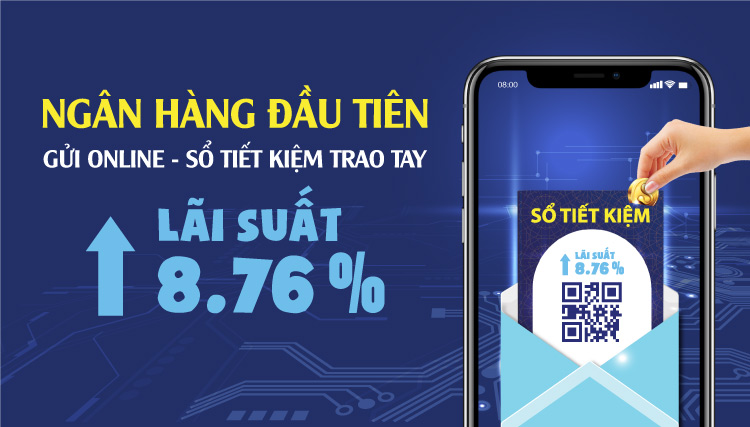 NGÂN HÀNG ĐẦU TIÊN
GỬI ONLINE - SỔ TIẾT KIỆM TRAO TAY
LÃI SUẤT
8.76%
08:00
SỔ TIẾT KIỆM
LÃI SUẤT
8.76%